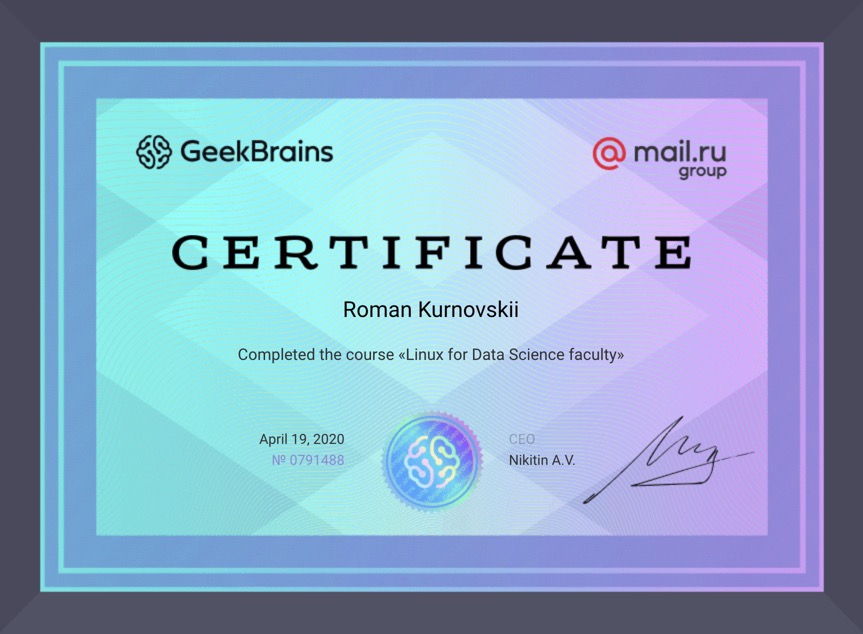 GeekBrains
@mail.ru
group
CERTIFICATE
Roman Kurnovskii
Completed the course «Linux for Data Science faculty»
April 19, 2020
№ 0791488
CEO
Nikitin A.V.